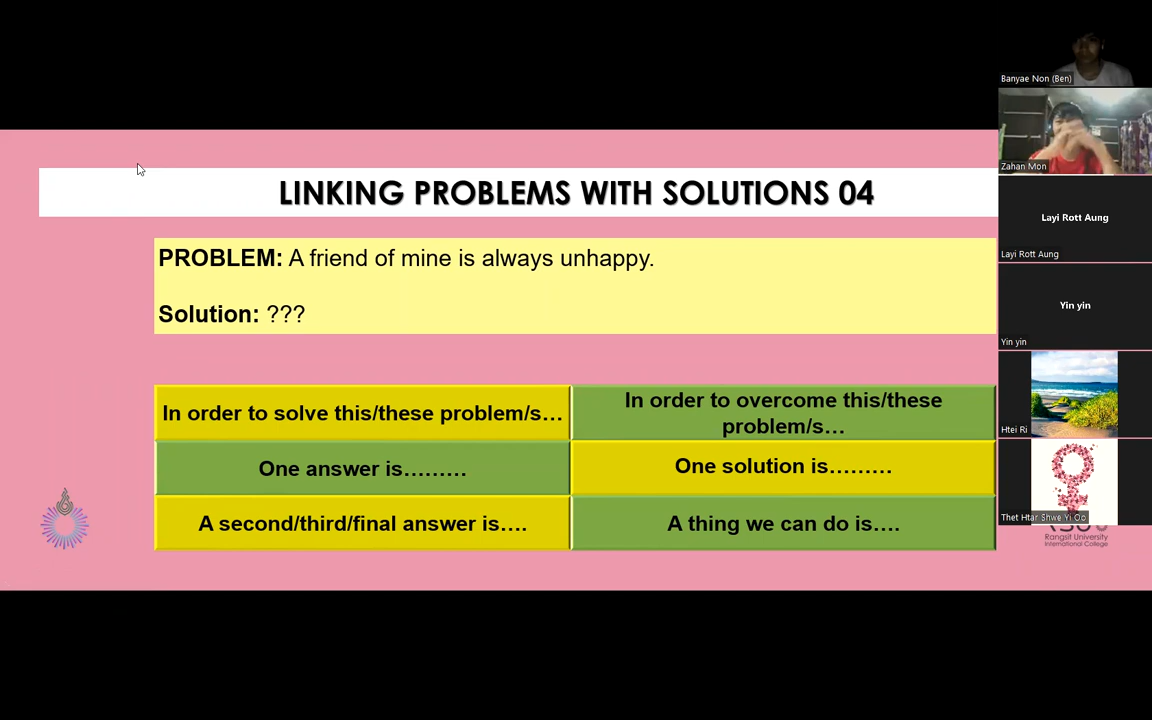 Banyae Non (Ben)
Zahan Mon
LINKING PROBLEMS WITH SOLUTIONS 04
Layi Rott Aung
Layi Rott Aung
PROBLEM: A friend of mine is always unhappy.
Solution: ???
Yin yin
Yin yin
In order to solve this/these problem/s...
In order to overcome this/these
problem/s...
Htei Ri
One answer is.........
One solution is.........
A second/third/final answer is....
A thing we can do is....
Thet Htar Shwe Yi Oo
Rangsit University
International College